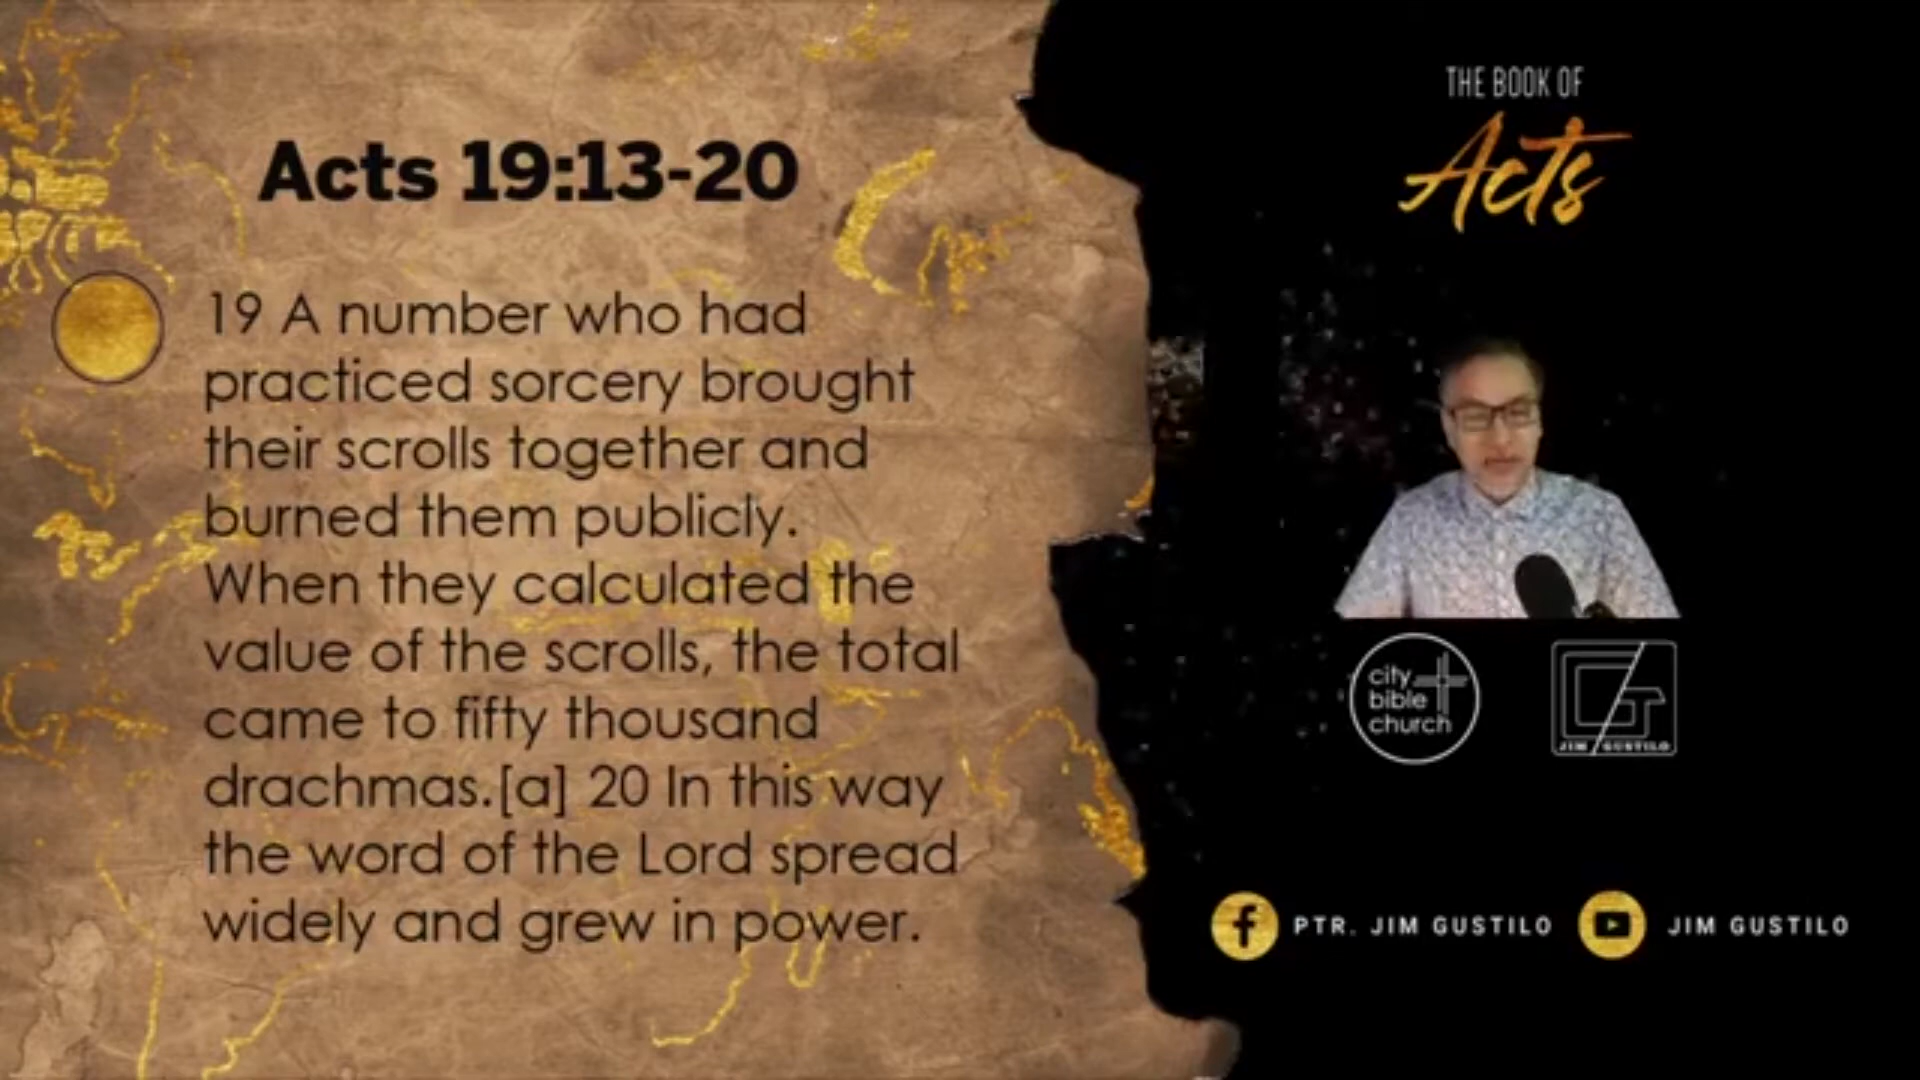 Acts 19:13-20
19 A number who had
practiced sorcery brought
their scrolls together and
burned them publicly.
When they calculated the
value of the scrolls, the total
came to fifty thousand
drachmas.[a] 20 In this way
the word of the Lord spread
widely and grew in power.
THE BOOK OF
Acts
city
bible
church
JIM GUSTILO
PTR. JIM GUSTILO
JIM GUSTILO